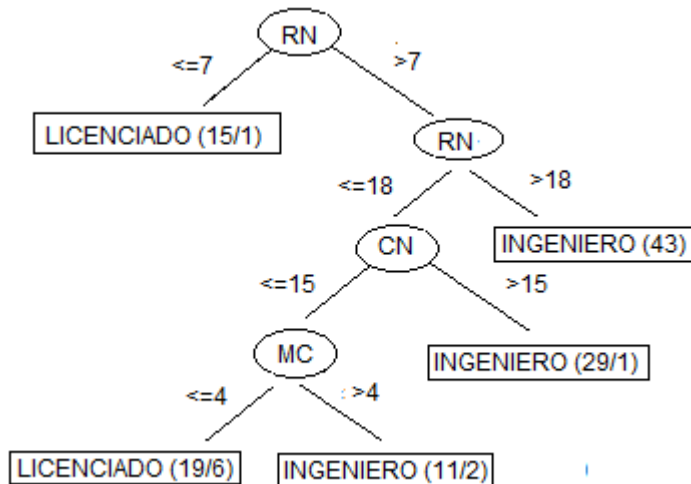 RN
<=7
>7
LICENCIADO (15/1)
RN
<=18
>18
CN
INGENIERO (43)
<=15
>15
MC
INGENIERO (29/1)
<=4
>4
LICENCIADO (19/6)
INGENIERO (11/2)